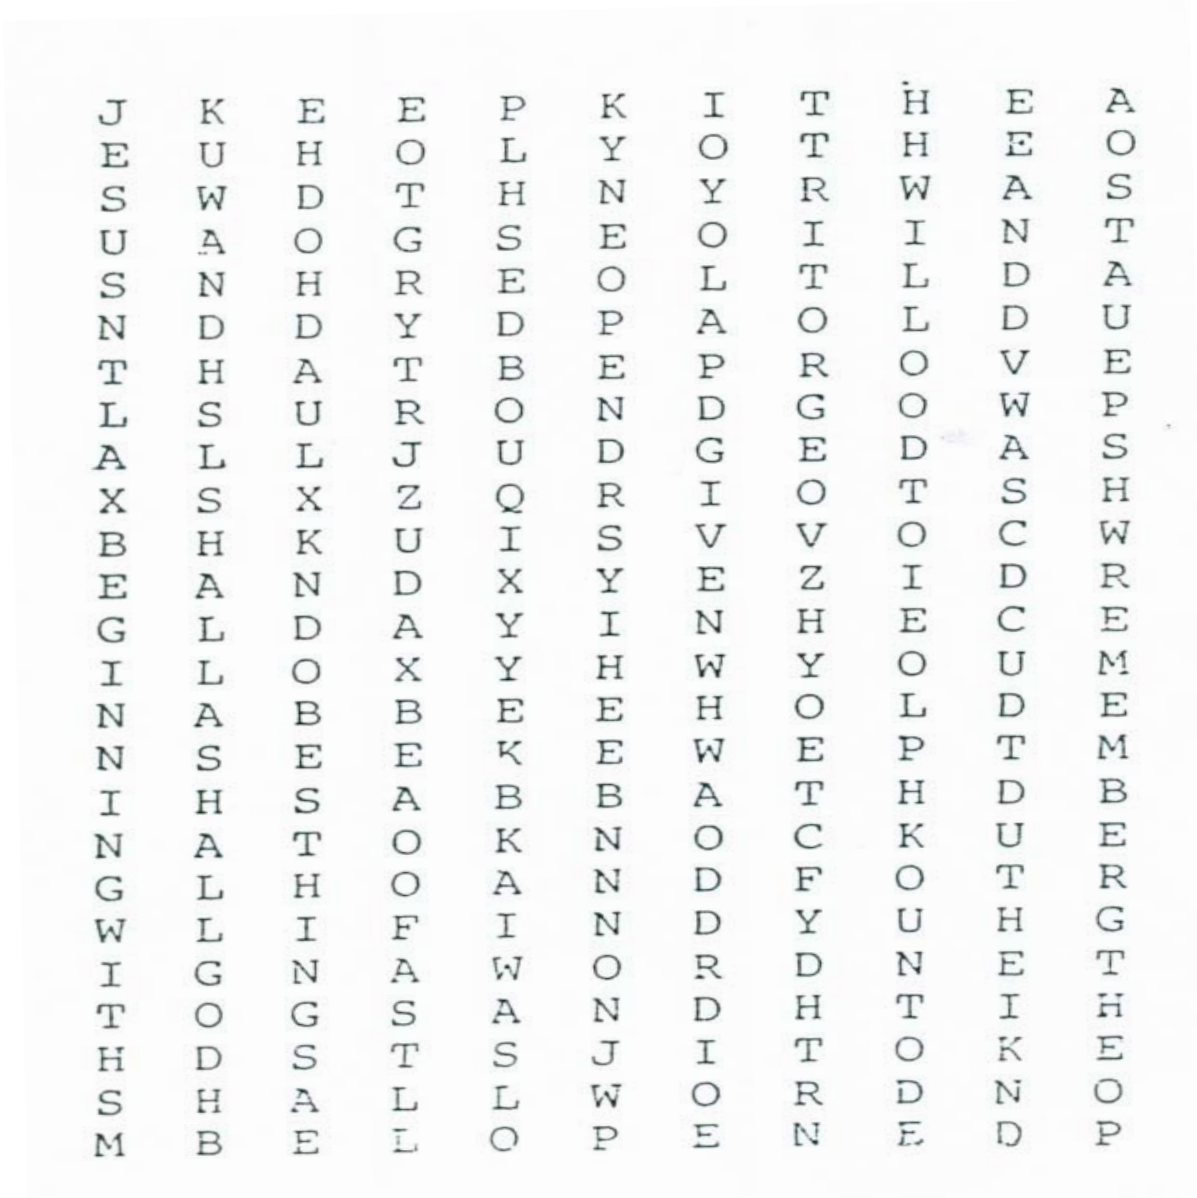 J K E E P K I T H E A
E U H O L Y O T H E O
S W D T H N Y R W A S
U A O G S E O I I N T
S N H R E O L T L D A
N D D Y D P A O L D U
T H A T B E P R O V E
L S U R O N D G O W P
A L L J U D G E D A S
X S X Z Q R I O T S H
B H K U I S V V O C W
E A N D X Y E Z I D R
G L D A Y I N H E C E
I L O X Y H W Y O U M
N A B B E E H O L D E
N S E E K E W E P T M
I H S A B B A T H D B
N A T O K N O C K U E
G L H O A N D F O T R
W L I F I N D Y U H G
I G N A W O R D N E T
T O G S A N D H T I H
H D S T S J I T O K E
S H A L L W O R D N O
M B E L O P E N E D P